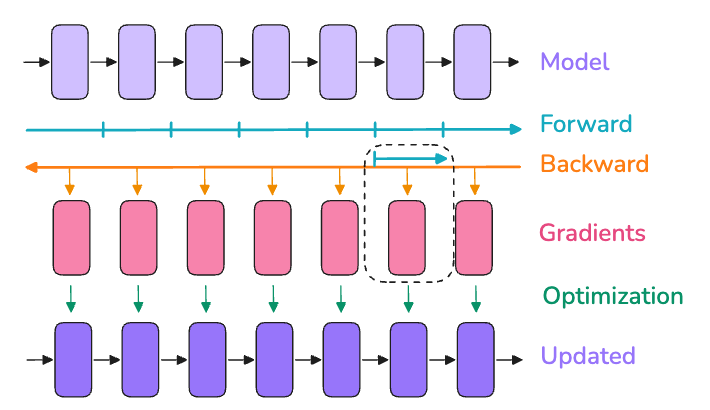 Model
Forward
Backward
Gradients
Optimization
Updated